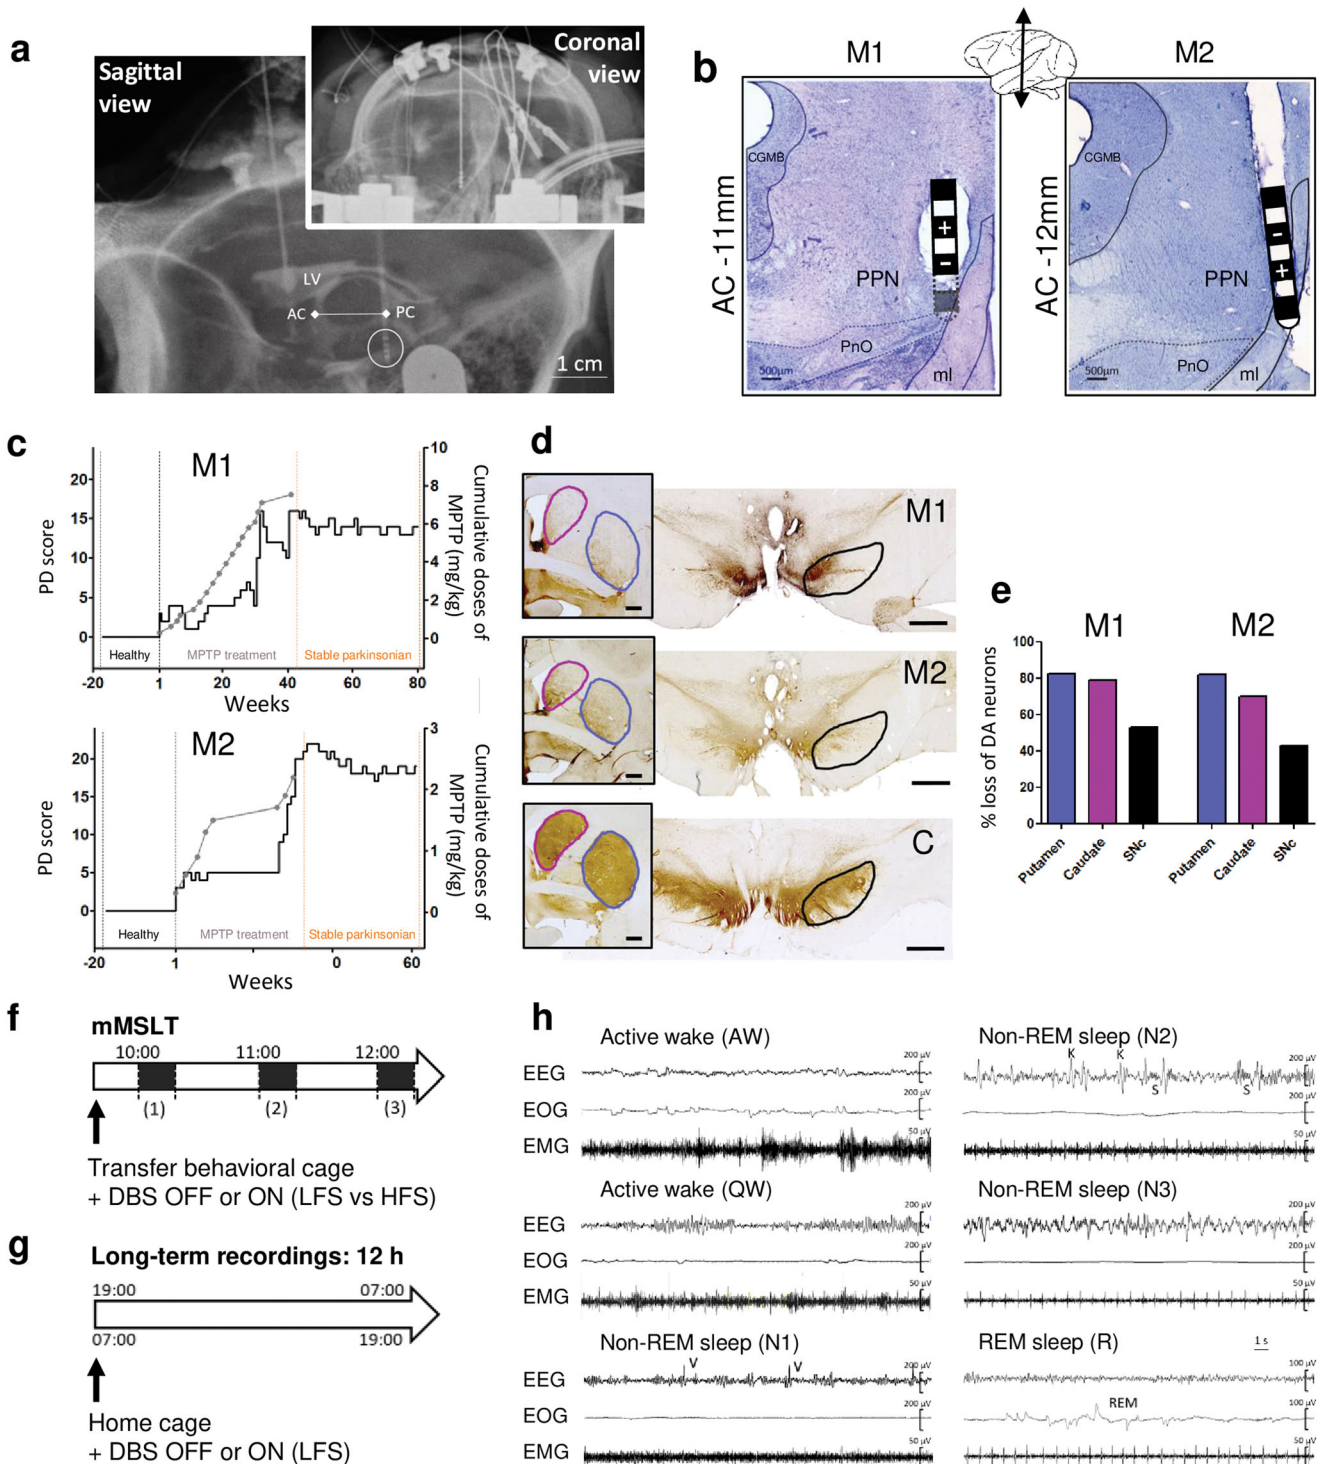 a
Sagittal
view
Coronal
view
LV
AC
PC
1 cm
b
M1
M2
AC -11mm
CGMB
+
-
PPN
PnO
ml
500µm
AC -12mm
CGMB
-
+
PPN
PnO
ml
500µm
c
M1
PD score
20
15
10
5
0
10
8
6
4
2
0
Cumulative doses of
MPTP (mg/kg)
Healthy
MPTP treatment
Stable parkinsonian
-20
1
20
40
60
80
Weeks
M2
PD score
20
15
10
5
0
3
2
1
0
Cumulative doses of
MPTP (mg/kg)
Healthy
MPTP treatment
Stable parkinsonian
-20
1
0
60
Weeks
d
M1
M2
C
e
M1
M2
% loss of DA neurons
100
80
60
40
20
0
Putamen
Caudate
SNc
Putamen
Caudate
SNc
f
mMSLT
10:00
11:00
12:00
(1)
(2)
(3)
Transfer behavioral cage
+ DBS OFF or ON (LFS vs HFS)
g
Long-term recordings: 12 h
19:00
07:00
07:00
19:00
Home cage
+ DBS OFF or ON (LFS)
h
Active wake (AW)
EEG
200 µV
EOG
200 µV
EMG
50 µV
Non-REM sleep (N2)
K
K
S
S
200 µV
200 µV
50 µV
Active wake (QW)
EEG
200 µV
EOG
200 µV
EMG
50 µV
Non-REM sleep (N3)
200 µV
200 µV
50 µV
Non-REM sleep (N1)
EEG
V
V
200 µV
EOG
200 µV
EMG
50 µV
REM sleep (R)
1 s
100 µV
REM
100 µV
50 µV